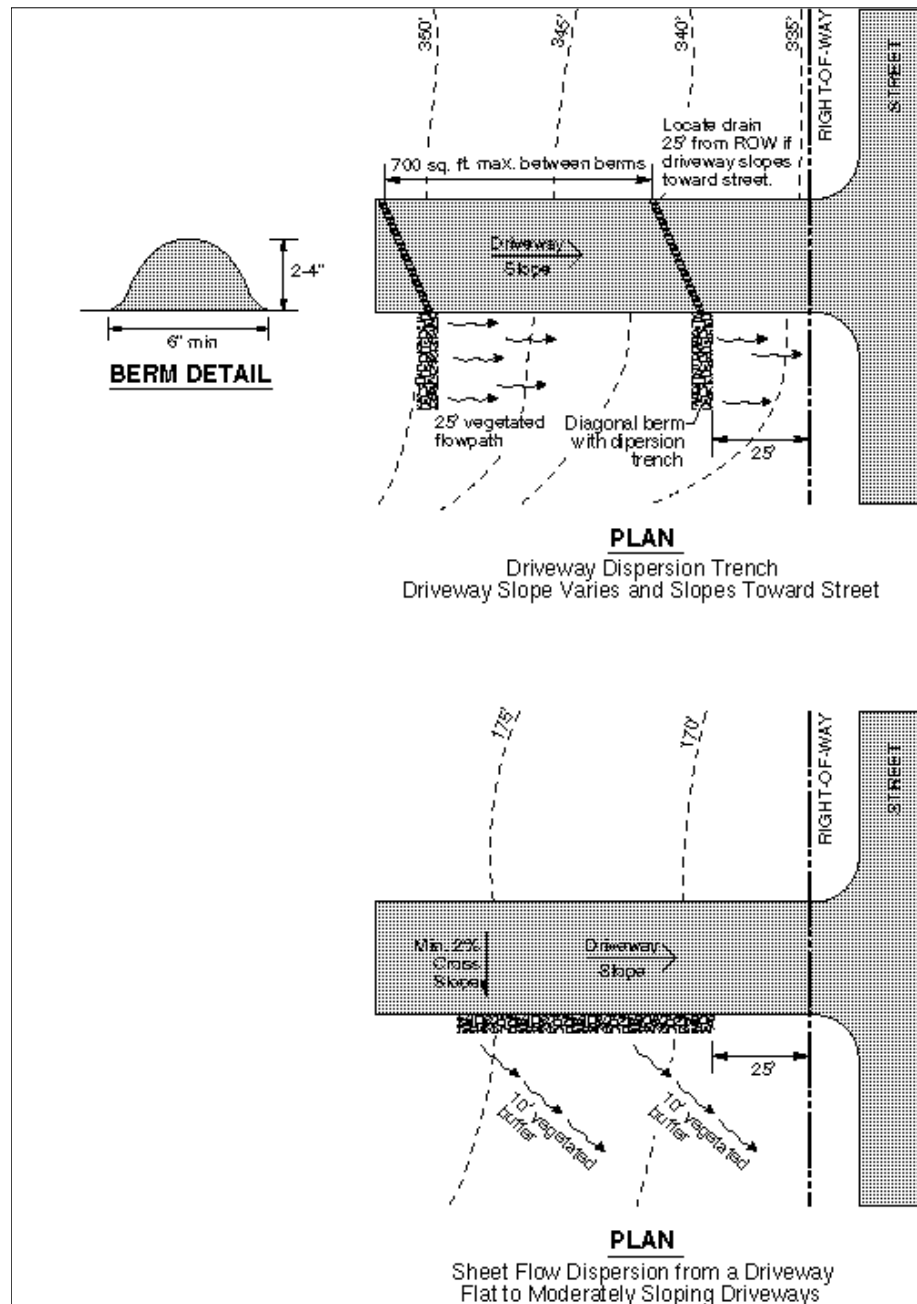 350'
345'
340'
335'
RIGHT-OF-WAY
STREET
Locate drain
25' from ROW if
driveway slopes
toward street.
700 sq. ft. max. between berms
Driveway
Slope
2-4"
6" min
BERM DETAIL
25' vegetated
flowpath
Diagonal berm
with dipersion
trench
25'
PLAN
Driveway Dispersion Trench
Driveway Slope Varies and Slopes Toward Street
175'
170'
RIGHT-OF-WAY
STREET
Min. 2%
Cross
Slope
Driveway
Slope
25'
10' vegetated
buffer
10' vegetated
buffer
PLAN
Sheet Flow Dispersion from a Driveway
Flat to Moderately Sloping Driveways